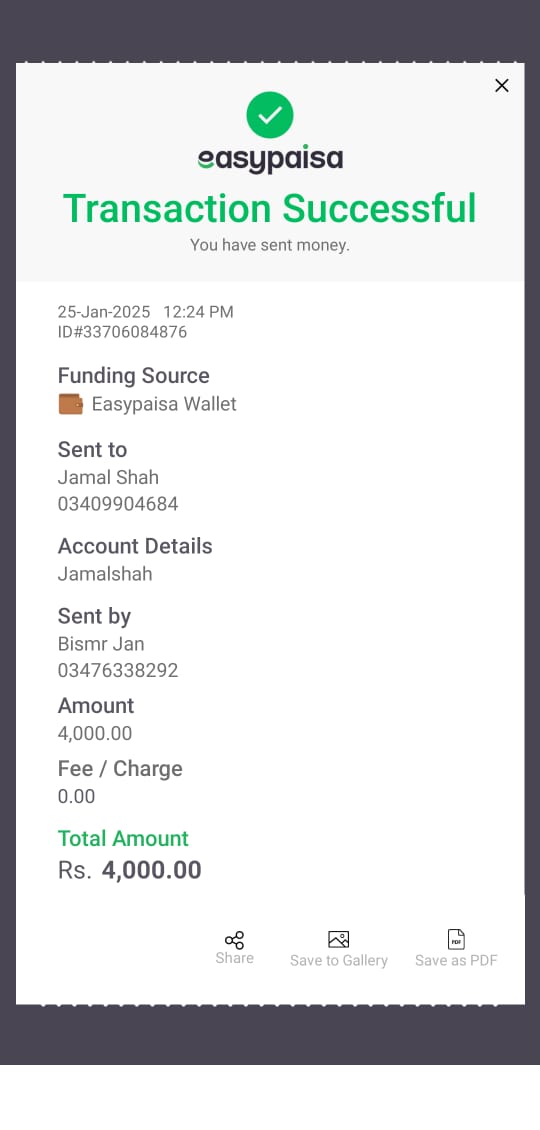 easypaisa
Transaction Successful
You have sent money.
25-Jan-2025 12:24 PM
ID#33706084876
Funding Source
Easypaisa Wallet
Sent to
Jamal Shah
03409904684
Account Details
Jamalshah
Sent by
Bismr Jan
03476338292
Amount
4,000.00
Fee / Charge
0.00
Total Amount
Rs. 4,000.00
Share
Save to Gallery
PDF
Save as PDF